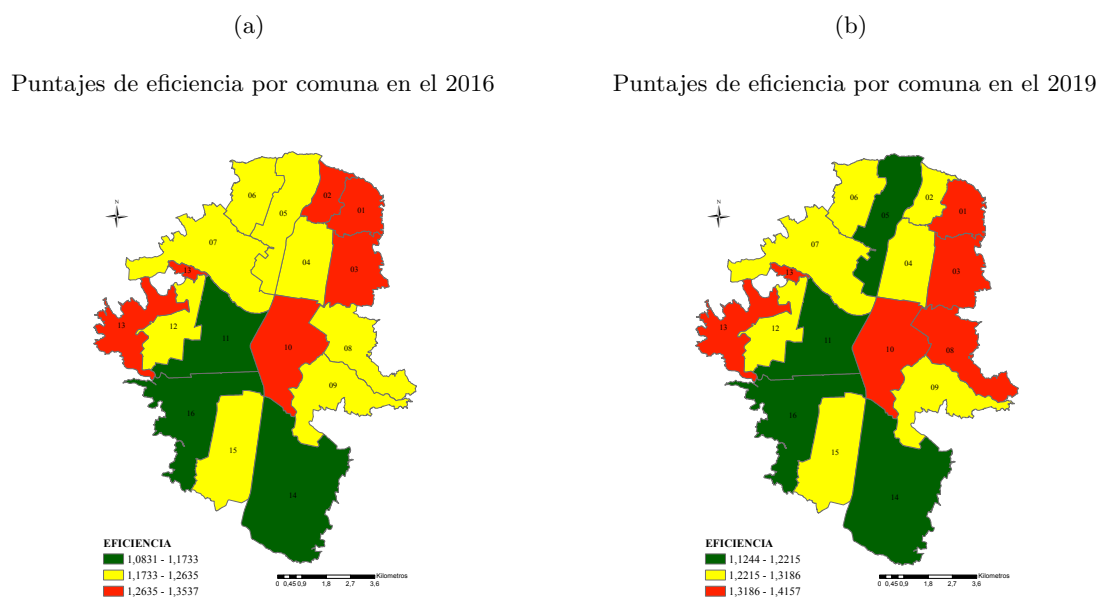 (a)
Puntajes de eficiencia por comuna en el 2016
N
06
05
02
01
07
04
03
13
13
12
11
10
08
09
16
15
14
EFICIENCIA
1,0831 - 1,1733
1,1733 - 1,2635
1,2635 - 1,3537
Kilometros
0 0,45 0,9 1,8 2,7 3,6
(b)
Puntajes de eficiencia por comuna en el 2019
N
06
05
02
01
07
04
03
13
13
12
11
10
08
09
16
15
14
EFICIENCIA
1,1244 - 1,2215
1,2215 - 1,3186
1,3186 - 1,4157
Kilometros
0 0,45 0,9 1,8 2,7 3,6